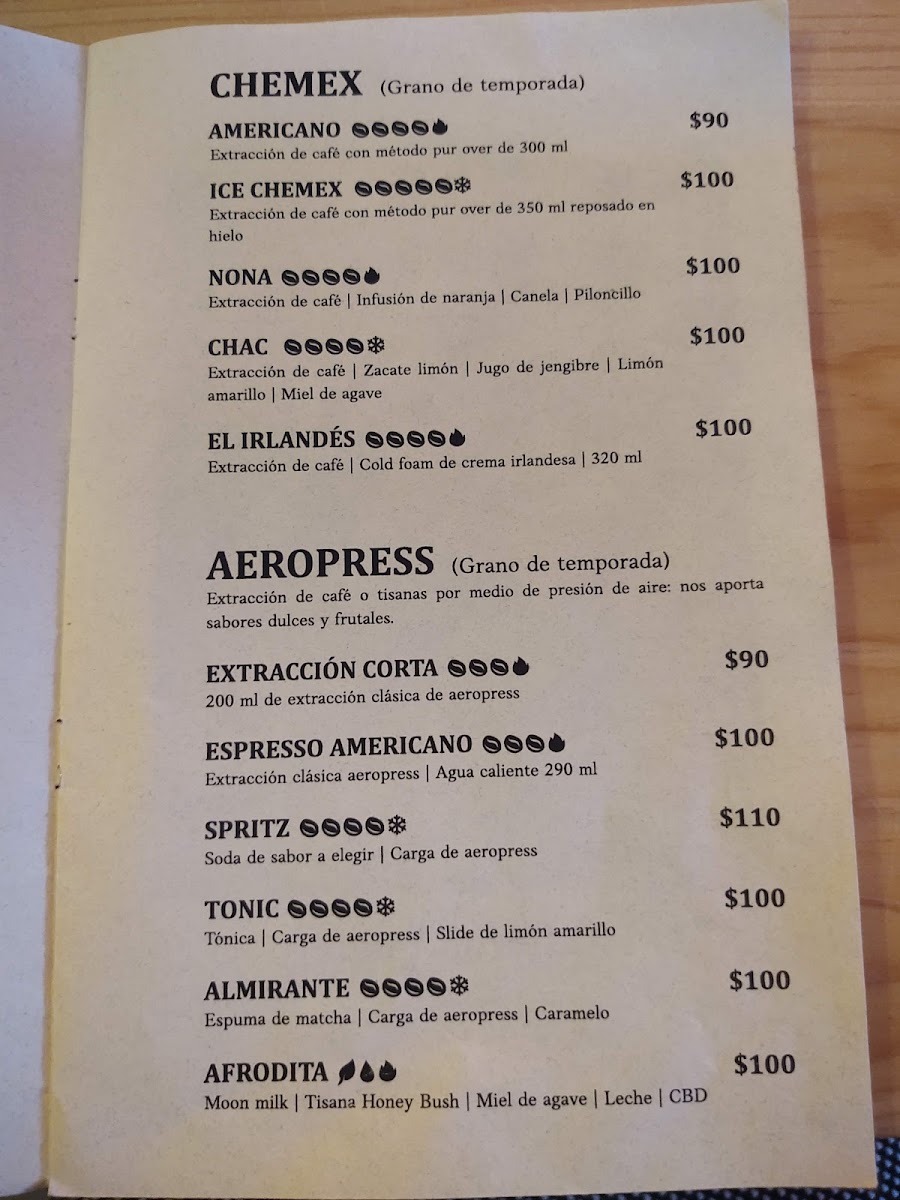 CHEMEX (Grano de temporada)
AMERICANO $90
Extracción de café con método pur over de 300 ml
ICE CHEMEX $100
Extracción de café con método pur over de 350 ml reposado en
hielo
NONA $100
Extracción de café | Infusión de naranja | Canela | Piloncillo
CHAC $100
Extracción de café | Zacate limón | Jugo de jengibre | Limón
amarillo | Miel de agave
EL IRLANDÉS $100
Extracción de café | Cold foam de crema irlandesa | 320 ml
AEROPRESS (Grano de temporada)
Extracción de café o tisanas por medio de presión de aire: nos aporta
sabores dulces y frutales.
EXTRACCIÓN CORTA $90
200 ml de extracción clásica de aeropress
ESPRESSO AMERICANO $100
Extracción clásica aeropress | Agua caliente 290 ml
SPRITZ $110
Soda de sabor a elegir | Carga de aeropress
TONIC $100
Tónica | Carga de aeropress | Slide de limón amarillo
ALMIRANTE $100
Espuma de matcha | Carga de aeropress | Caramelo
AFRODITA $100
Moon milk | Tisana Honey Bush | Miel de agave | Leche | CBD